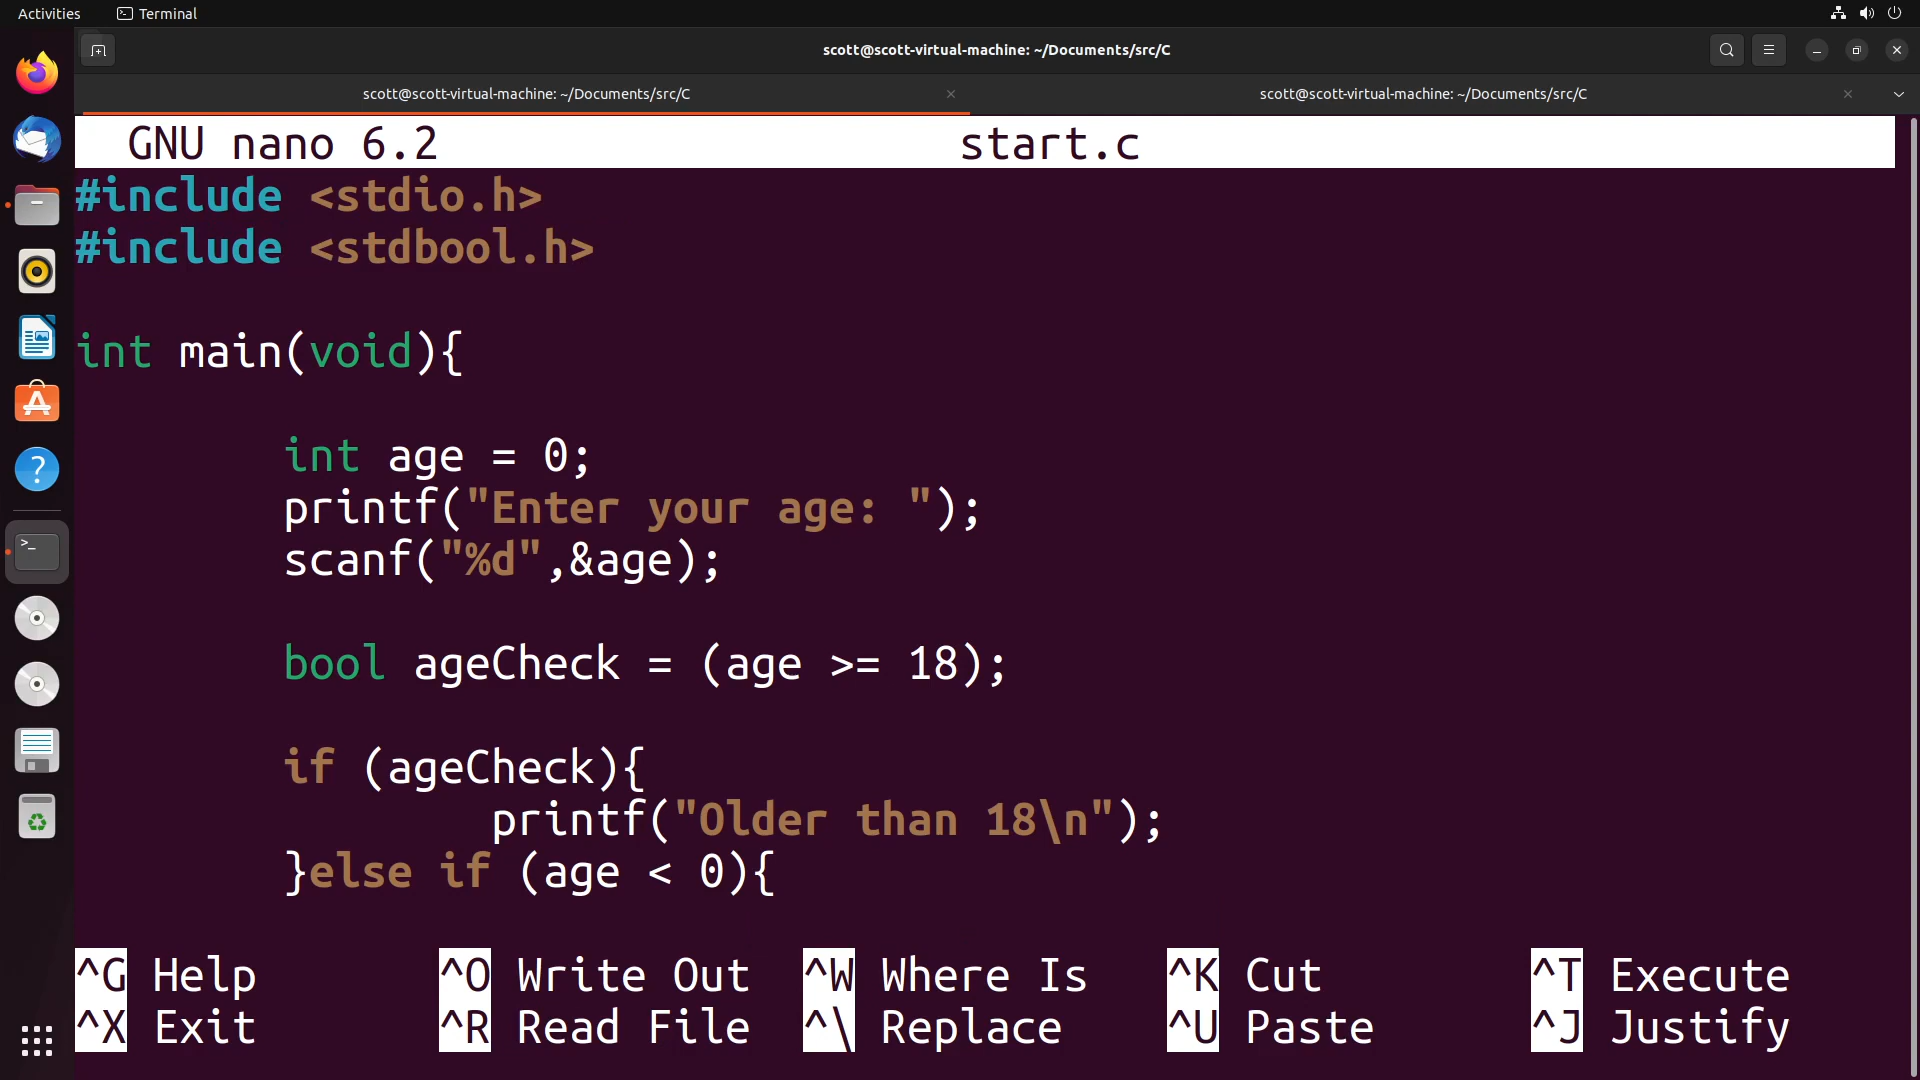 Activities Terminal
scott@scott-virtual-machine: ~/Documents/src/C
scott@scott-virtual-machine: ~/Documents/src/C scott@scott-virtual-machine: ~/Documents/src/C
GNU nano 6.2 start.c
#include <stdio.h>
#include <stdbool.h>
int main(void){
int age = 0;
printf("Enter your age: ");
scanf("%d",&age);
bool ageCheck = (age >= 18);
if (ageCheck){
printf("Older than 18\n");
}else if (age < 0){
^G Help ^O Write Out ^W Where Is ^K Cut ^T Execute
^X Exit ^R Read File ^\ Replace ^U Paste ^J Justify